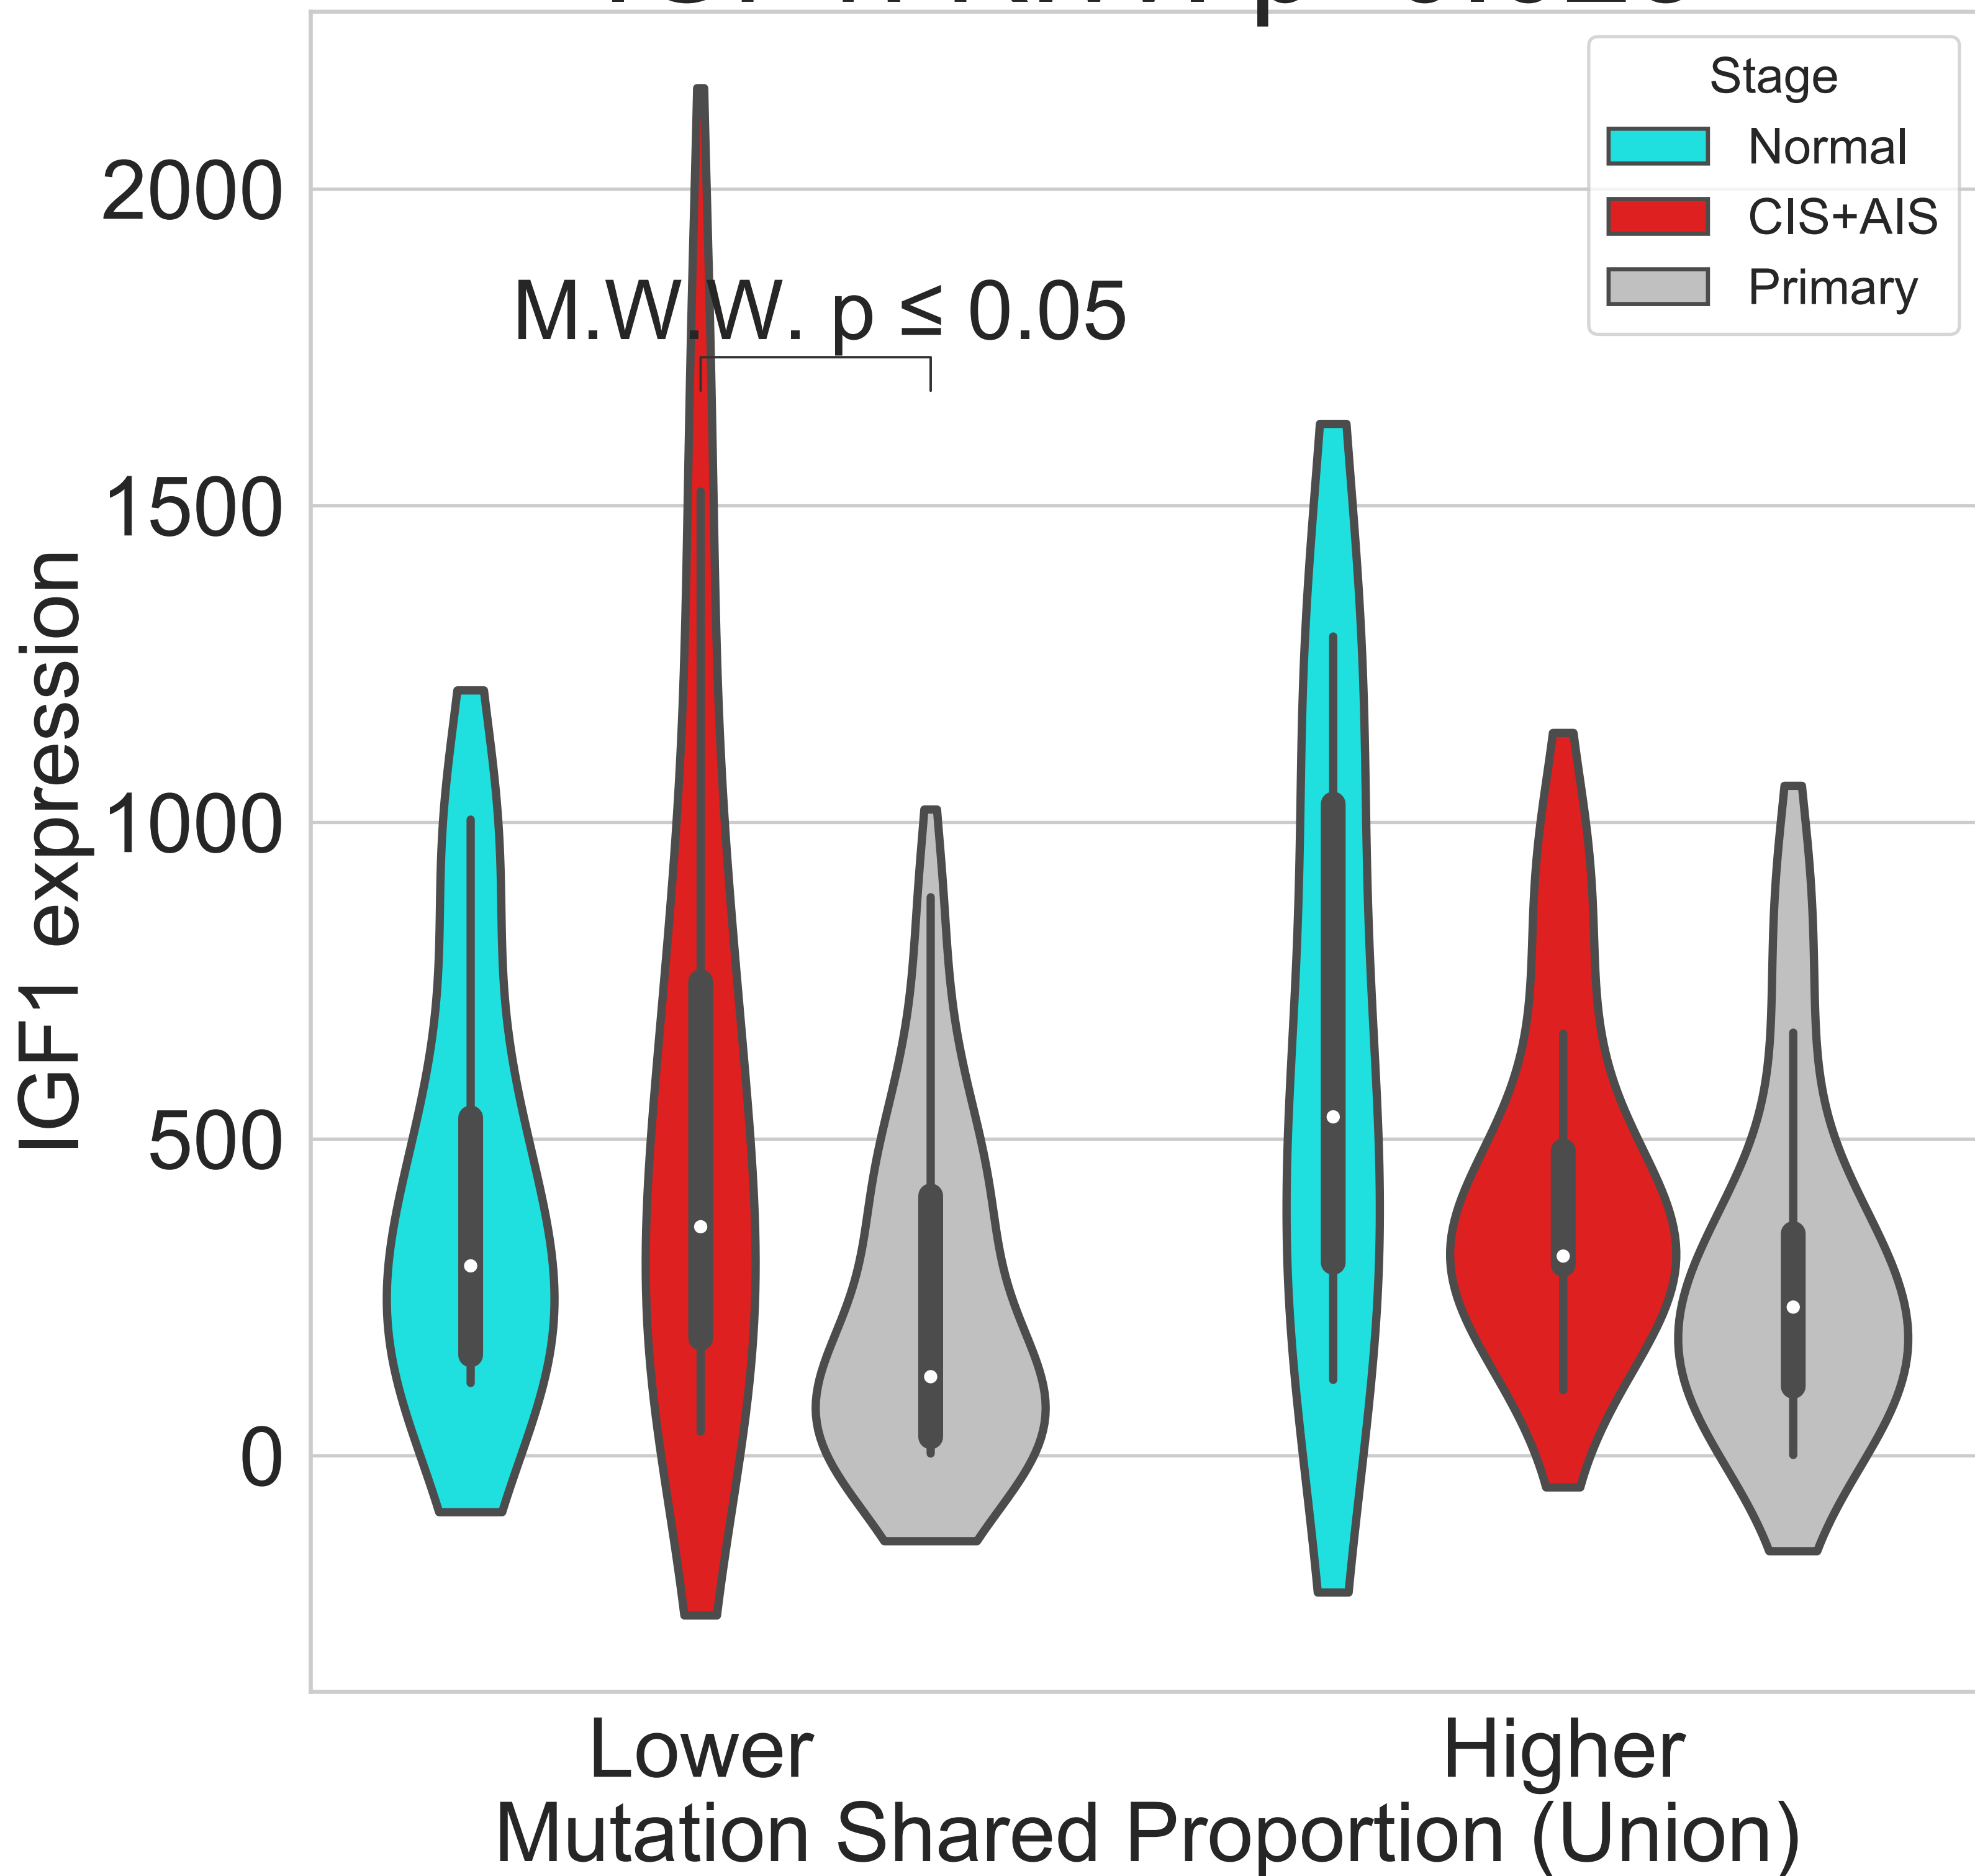 Stage
Normal
CIS+AIS
Primary
M.W.W. p ≤ 0.05
2000
1500
1000
500
0
IGF1 expression
Lower
Higher
Mutation Shared Proportion (Union)